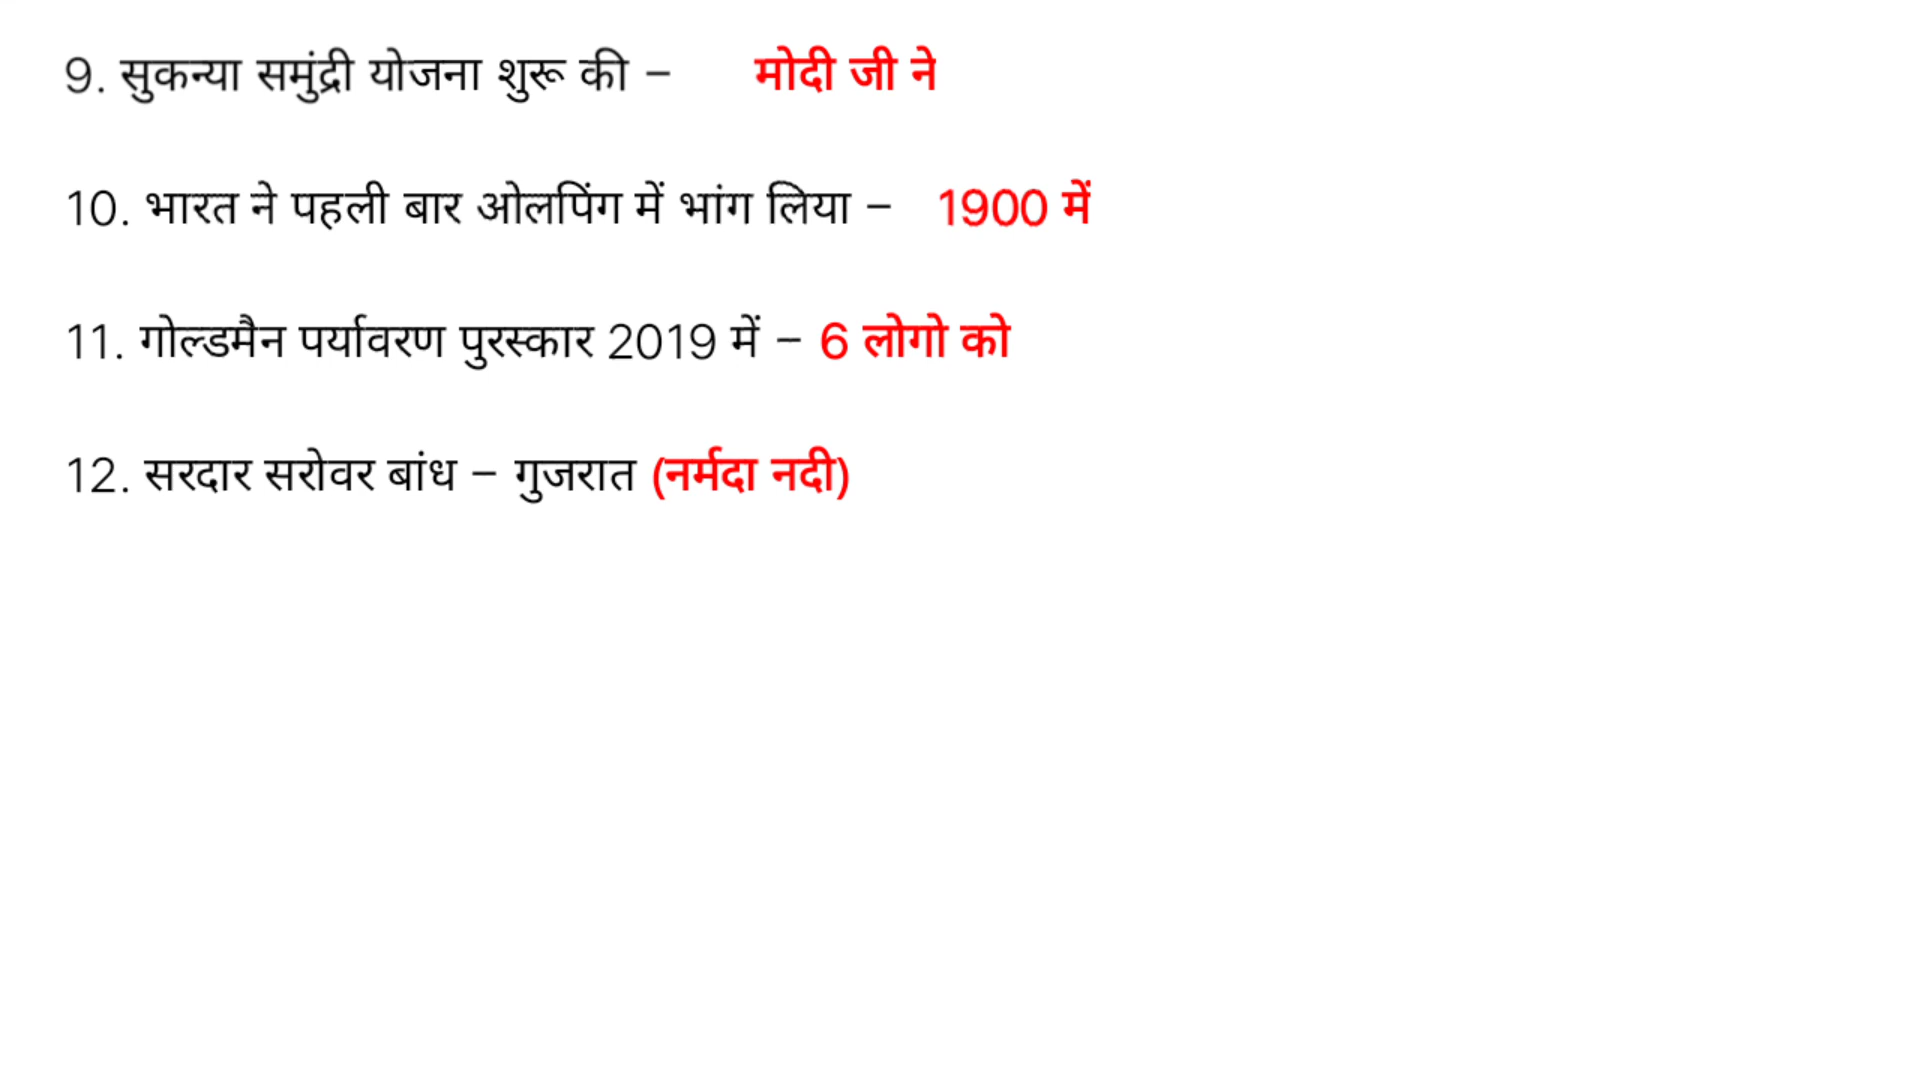 9. सुकन्या समुंद्री योजना शुरू की – मोदी जी ने
10. भारत ने पहली बार ओलपिंग में भांग लिया – 1900 में
11. गोल्डमैन पर्यावरण पुरस्कार 2019 में – 6 लोगो को
12. सरदार सरोवर बांध – गुजरात (नर्मदा नदी)